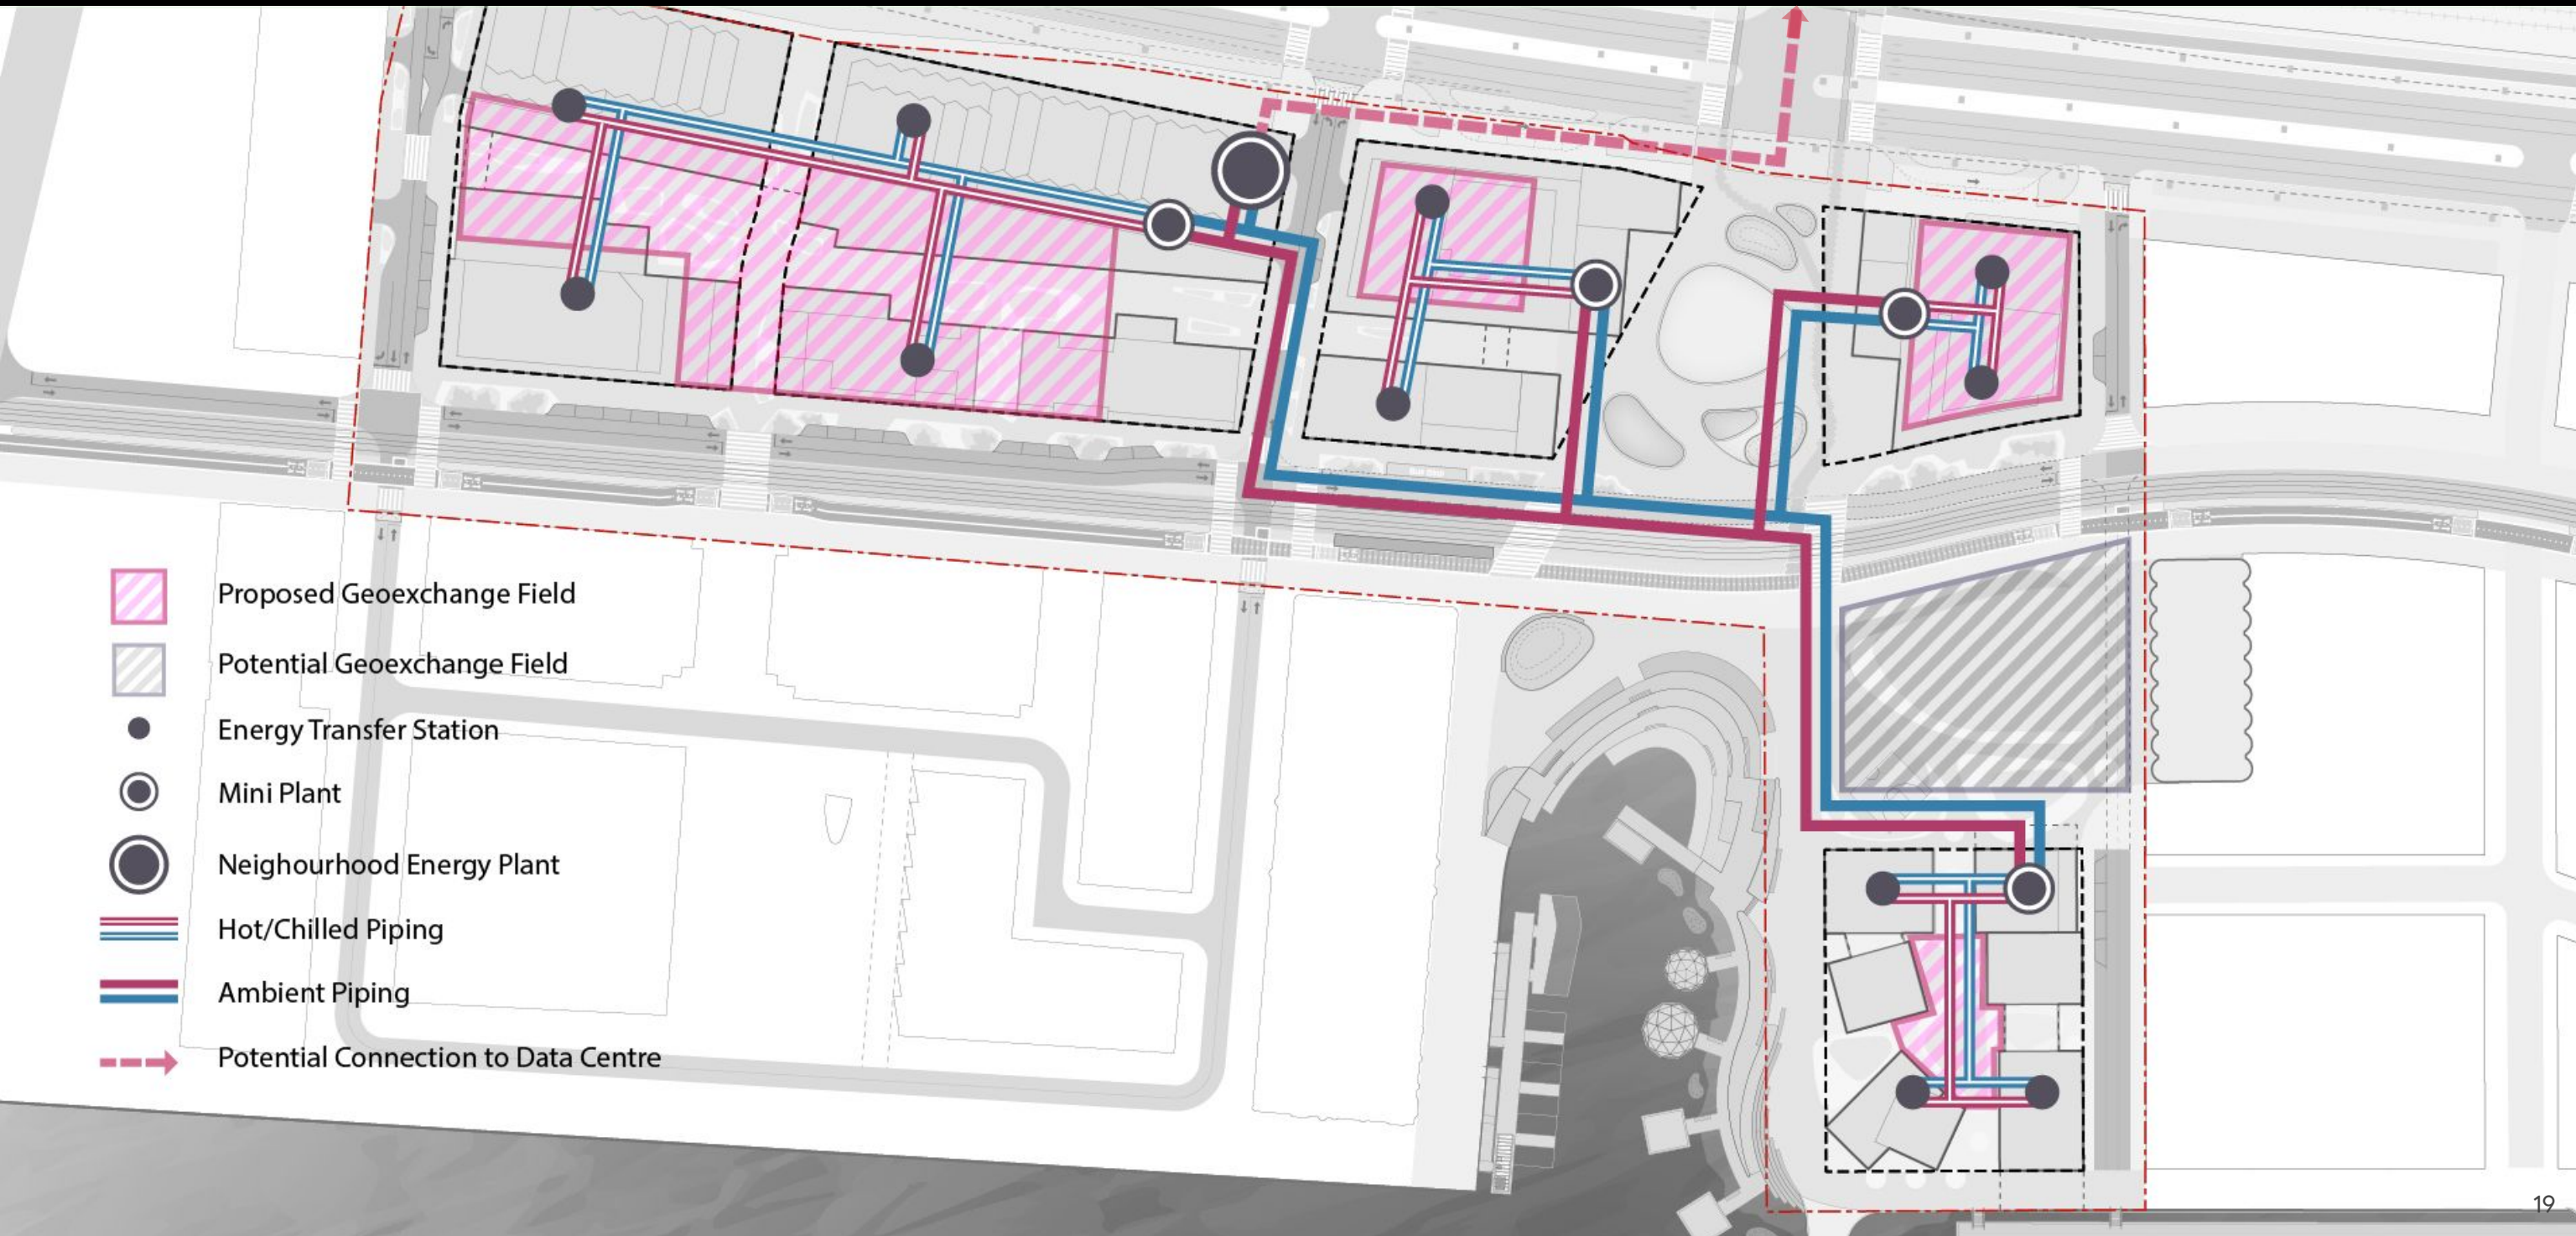 Proposed Geoexchange Field
Potential Geoexchange Field
Energy Transfer Station
Mini Plant
Neighourhood Energy Plant
Hot/Chilled Piping
Ambient Piping
Potential Connection to Data Centre
19